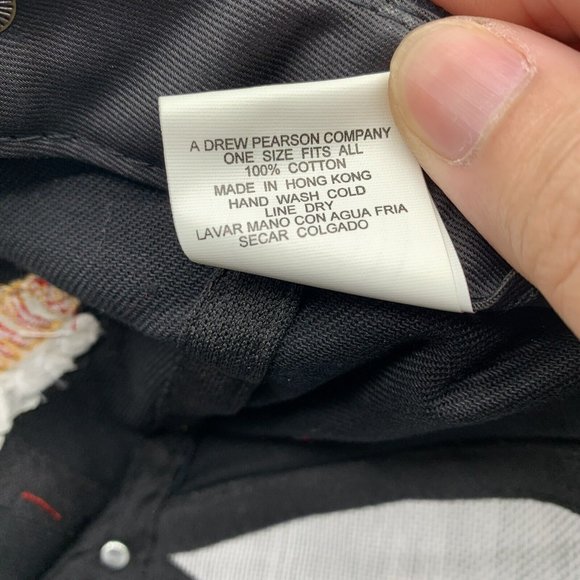 A DREW PEARSON COMPANY
ONE SIZE FITS ALL
100% COTTON
MADE IN HONG KONG
HAND WASH COLD
LINE DRY
LAVAR MANO CON AGUA FRIA
SECAR COLGADO